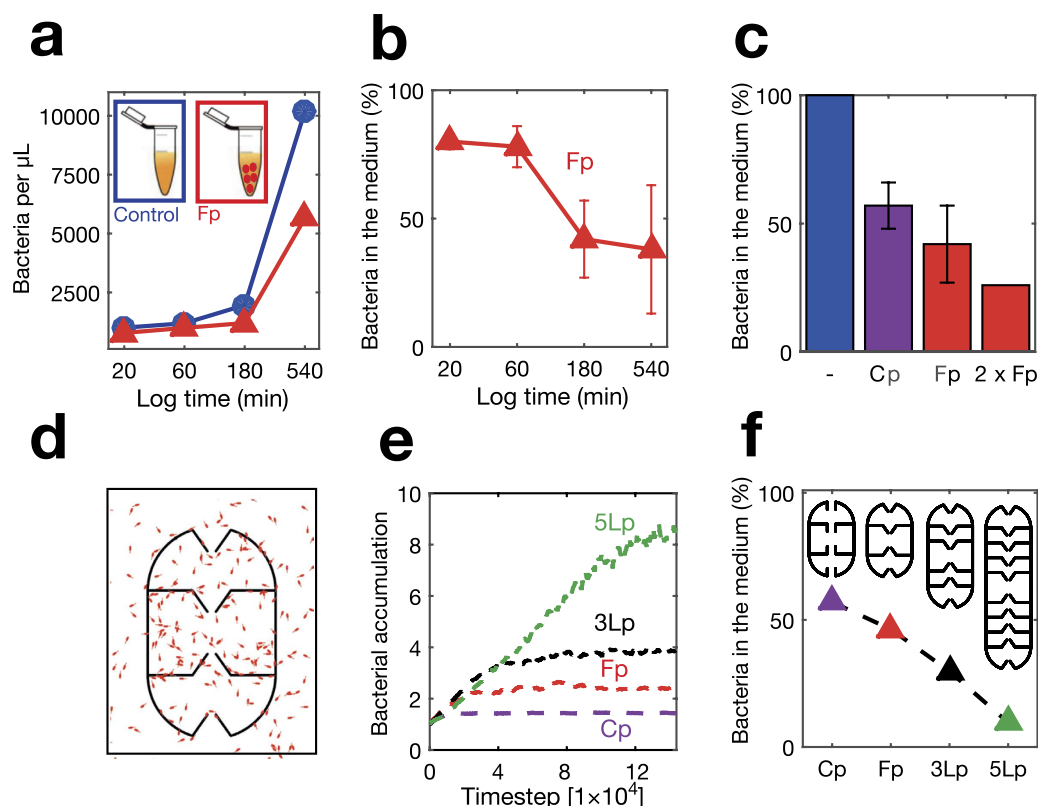 a
Bacteria per µL
10000
7500
5000
2500
Control
Fp
20 60 180 540
Log time (min)
b
Bacteria in the medium (%)
100
50
0
Fp
20 60 180 540
Log time (min)
c
Bacteria in the medium (%)
100
50
0
- Cp Fp 2 x Fp
d
e
Bacterial accumulation
10
8
6
4
2
0
5Lp
3Lp
Fp
Cp
0 4 8 12
Timestep [1×10⁴]
f
Bacteria in the medium (%)
100
50
0
Cp Fp 3Lp 5Lp